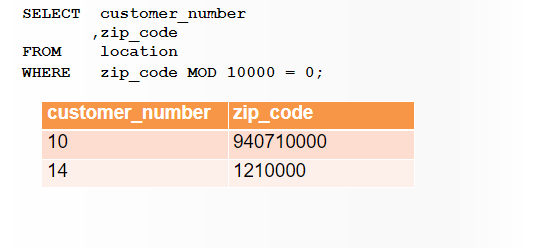 SELECT customer_number
,zip_code
FROM location
WHERE zip_code MOD 10000 = 0;
customer_number zip_code
10 940710000
14 1210000